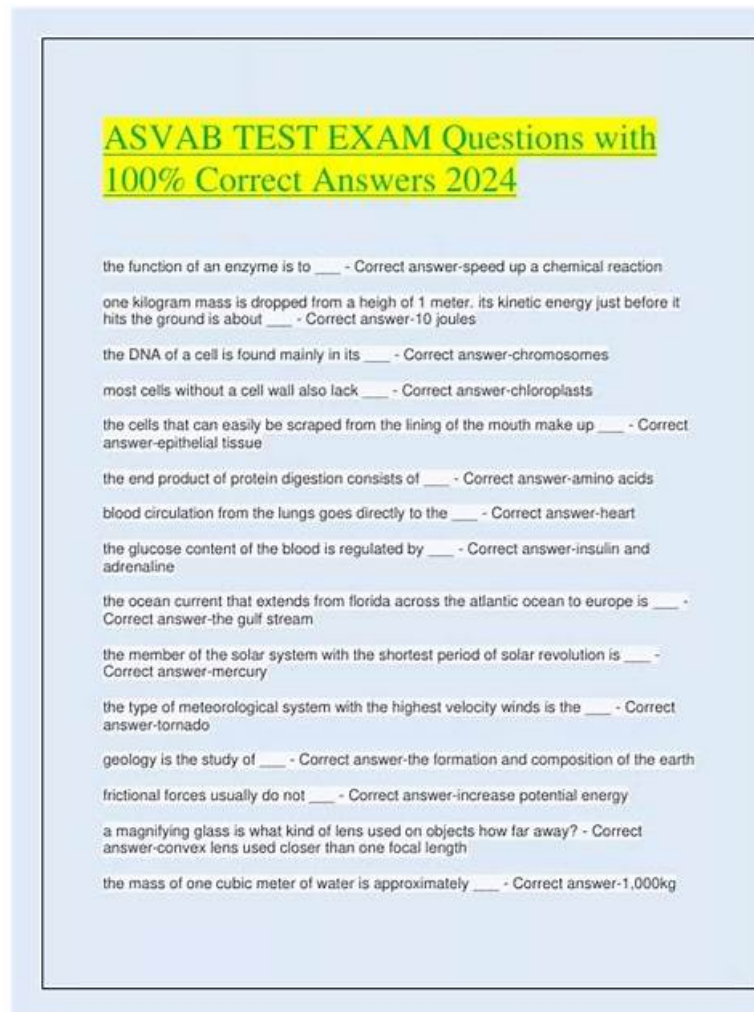 ASVAB TEST EXAM Questions with
100% Correct Answers 2024
the function of an enzyme is to ___ - Correct answer-speed up a chemical reaction
one kilogram mass is dropped from a heigh of 1 meter. its kinetic energy just before it
hits the ground is about ___ - Correct answer-10 joules
the DNA of a cell is found mainly in its ___ - Correct answer-chromosomes
most cells without a cell wall also lack ___ - Correct answer-chloroplasts
the cells that can easily be scraped from the lining of the mouth make up ___ - Correct
answer-epithelial tissue
the end product of protein digestion consists of ___ - Correct answer-amino acids
blood circulation from the lungs goes directly to the ___ - Correct answer-heart
the glucose content of the blood is regulated by ___ - Correct answer-insulin and
adrenaline
the ocean current that extends from florida across the atlantic ocean to europe is ___ -
Correct answer-the gulf stream
the member of the solar system with the shortest period of solar revolution is ___ -
Correct answer-mercury
the type of meteorological system with the highest velocity winds is the ___ - Correct
answer-tornado
geology is the study of ___ - Correct answer-the formation and composition of the earth
frictional forces usually do not ___ - Correct answer-increase potential energy
a magnifying glass is what kind of lens used on objects how far away? - Correct
answer-convex lens used closer than one focal length
the mass of one cubic meter of water is approximately ___ - Correct answer-1,000kg